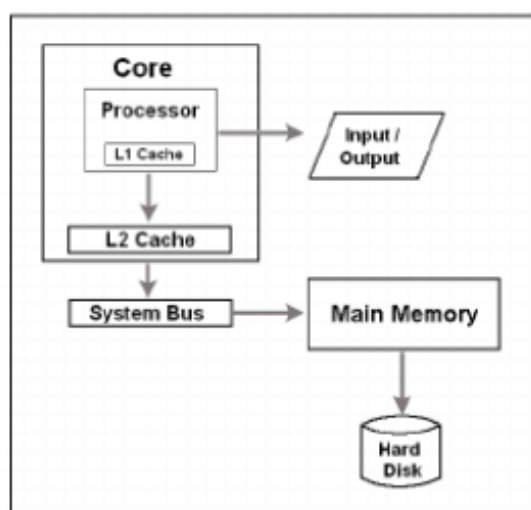 Core
Processor
L1 Cache
Input /
Output
L2 Cache
System Bus
Main Memory
Hard
Disk